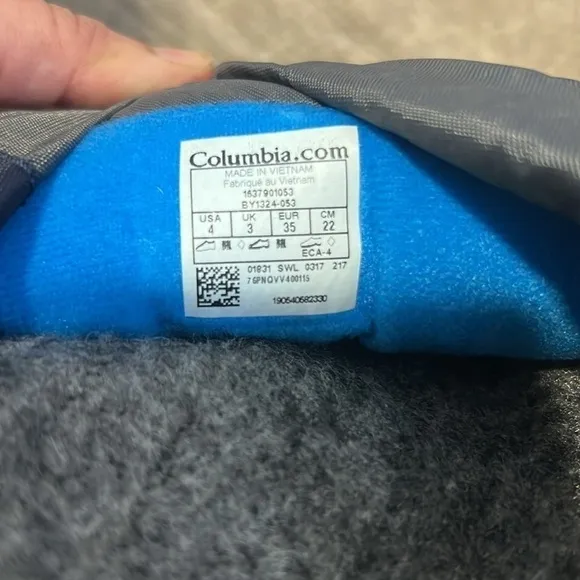 Columbia.com
MADE IN VIETNAM
Fabriqué au Vietnam
1637901053
BY1324-053
USA UK EUR CM
4 3 35 22
ECA-4
01831 SWL 0317 217
76PNQVV400115
190540582330